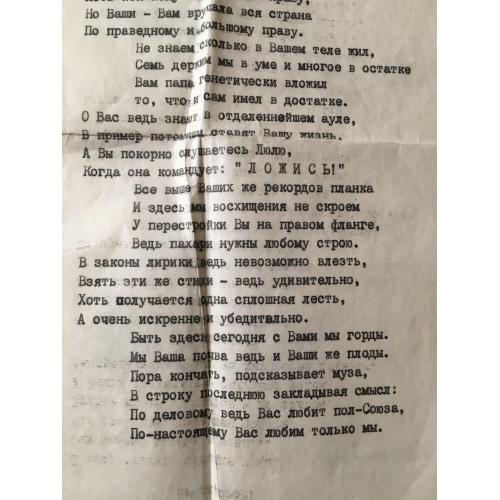 Но Ваши - Вам вручала вся страна
По праведному и большому праву.
Не знаем сколько в Вашем теле жил,
Семь держим мы в уме и многое в остатке
Вам папа генетически вложил
то, что и сам имел в достатке.
О Вас ведь знают в отделеннейшем ауле,
В пример потомкам ставят Вашу жизнь.
А Вы покорно слушаетесь Люлю,
Когда она командует: "ЛОЖИСЬ!"
Все выше Ваших же рекордов планка
И здесь мы восхищения не скроем
У перестройки Вы на правом фланге,
Ведь пахари нужны любому строю.
В законы лирики ведь невозможно влезть,
Взять эти же стихи - ведь удивительно,
Хоть получается одна сплошная лесть,
А очень искренне и убедительно.
Быть здесь сегодня с Вами мы горды.
Мы Ваша почва ведь и Ваши же плоды.
Пора кончать, подсказывает муза,
В строку последнюю закладывая смысл:
По деловому ведь Вас любит пол-Союза,
По-настоящему Вас любим только мы.